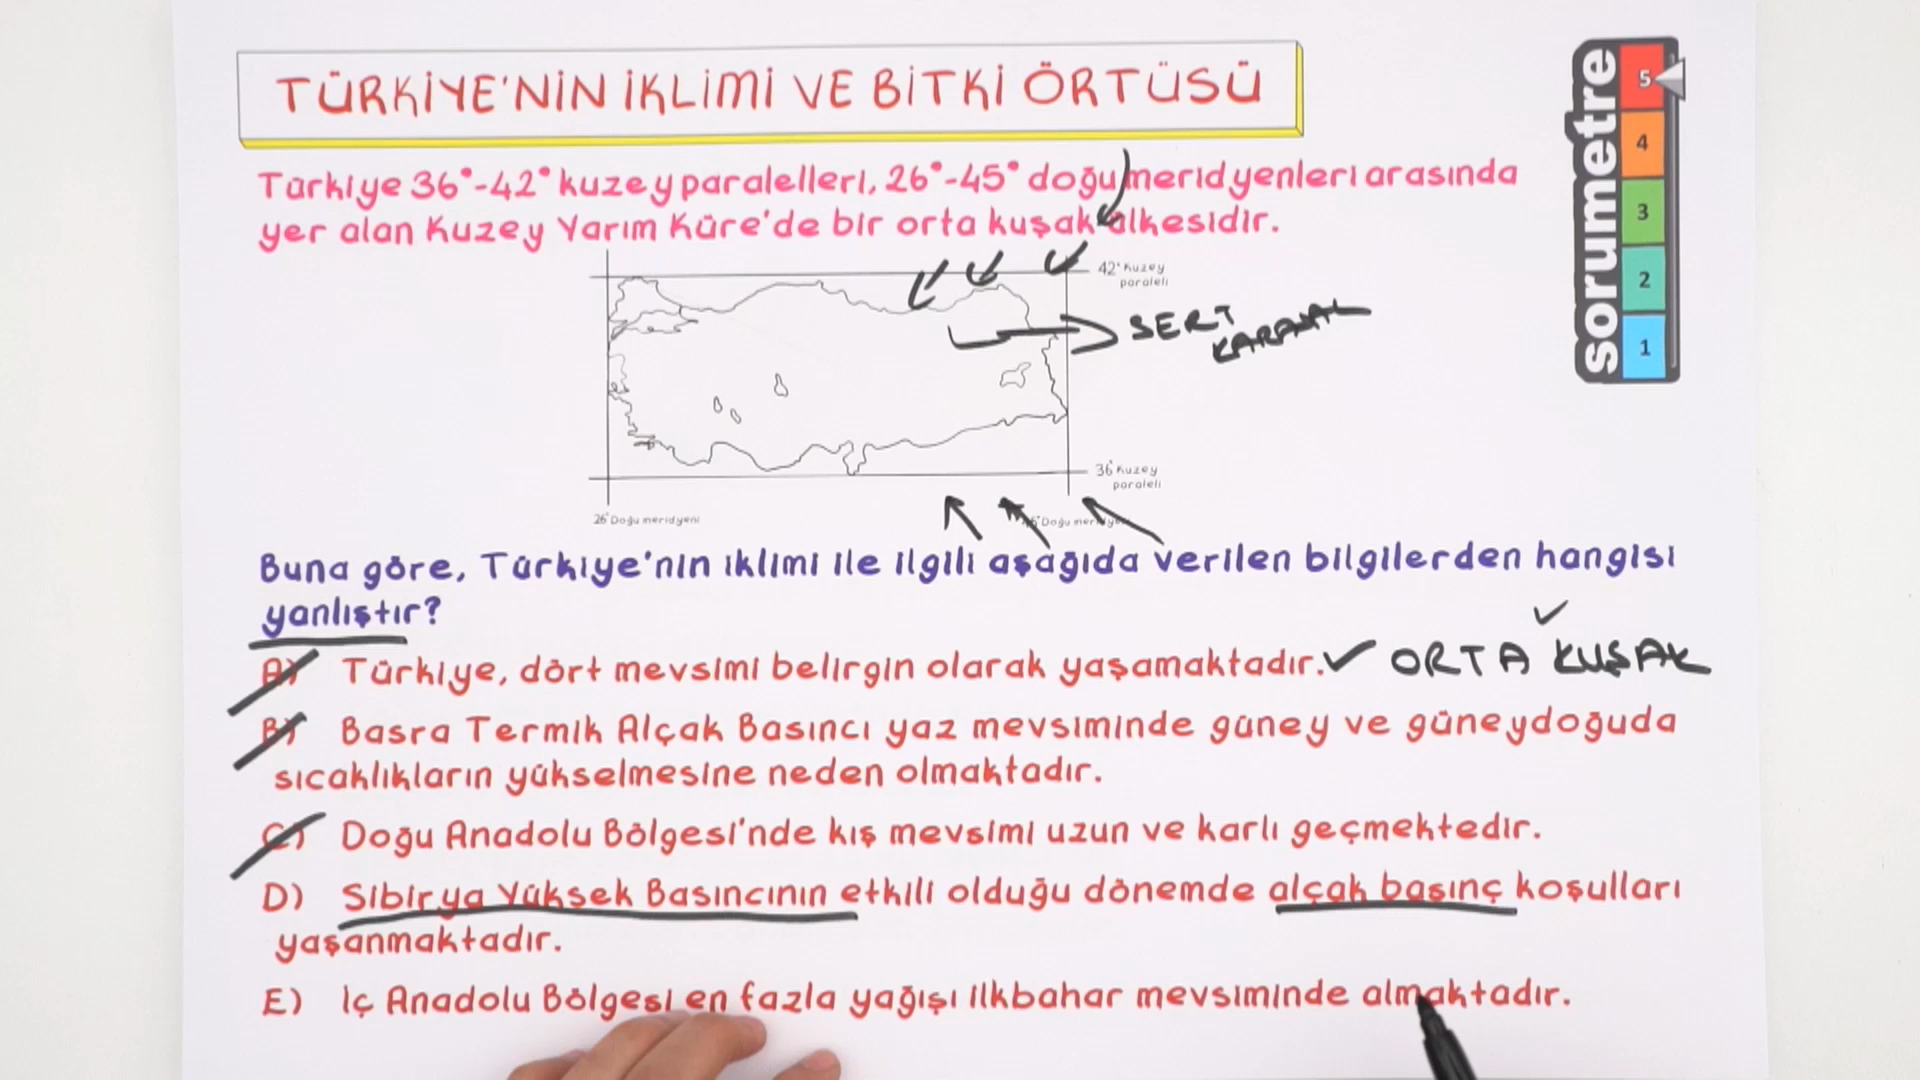 TÜRKİYE'NİN İKLİMİ VE BİTKİ ÖRTÜSÜ
sorumetre
5
4
3
2
1
Türkiye 36°-42° kuzey paralelleri, 26°-45° doğu meridyenleri arasında
yer alan Kuzey Yarım Küre'de bir orta kuşak ülkesidir.
42° Kuzey
paraleli
SERT
KARASAL
36° Kuzey
paraleli
26° Doğu meridyeni
Doğu
Buna göre, Türkiye'nin iklimi ile ilgili aşağıda verilen bilgilerden hangisi
yanlıştır?
A) Türkiye, dört mevsimi belirgin olarak yaşamaktadır. ✓ ORTA KUŞAK
B) Basra Termik Alçak Basıncı yaz mevsiminde güney ve güneydoğuda
sıcaklıkların yükselmesine neden olmaktadır.
C) Doğu Anadolu Bölgesi'nde kış mevsimi uzun ve karlı geçmektedir.
D) Sibirya Yüksek Basıncının etkili olduğu dönemde alçak basınç koşulları
yaşanmaktadır.
E) İç Anadolu Bölgesi en fazla yağışı ilkbahar mevsiminde almaktadır.